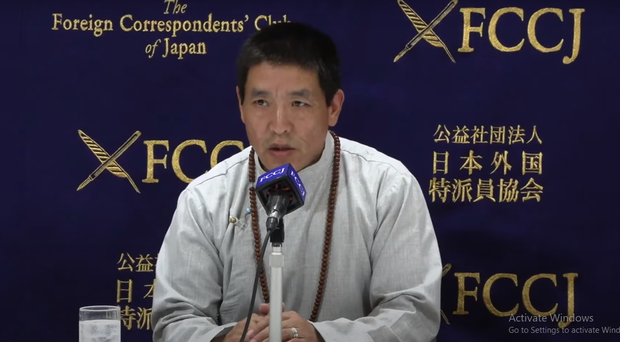 The
Foreign Correspondents' Club
of Japan
FCCJ
FCC
公益社団法人
日本外国
特派員協会
FCCJ
公益社
日本
特派
FCCJ
Activate Windows
Go to Settings to activate Wind